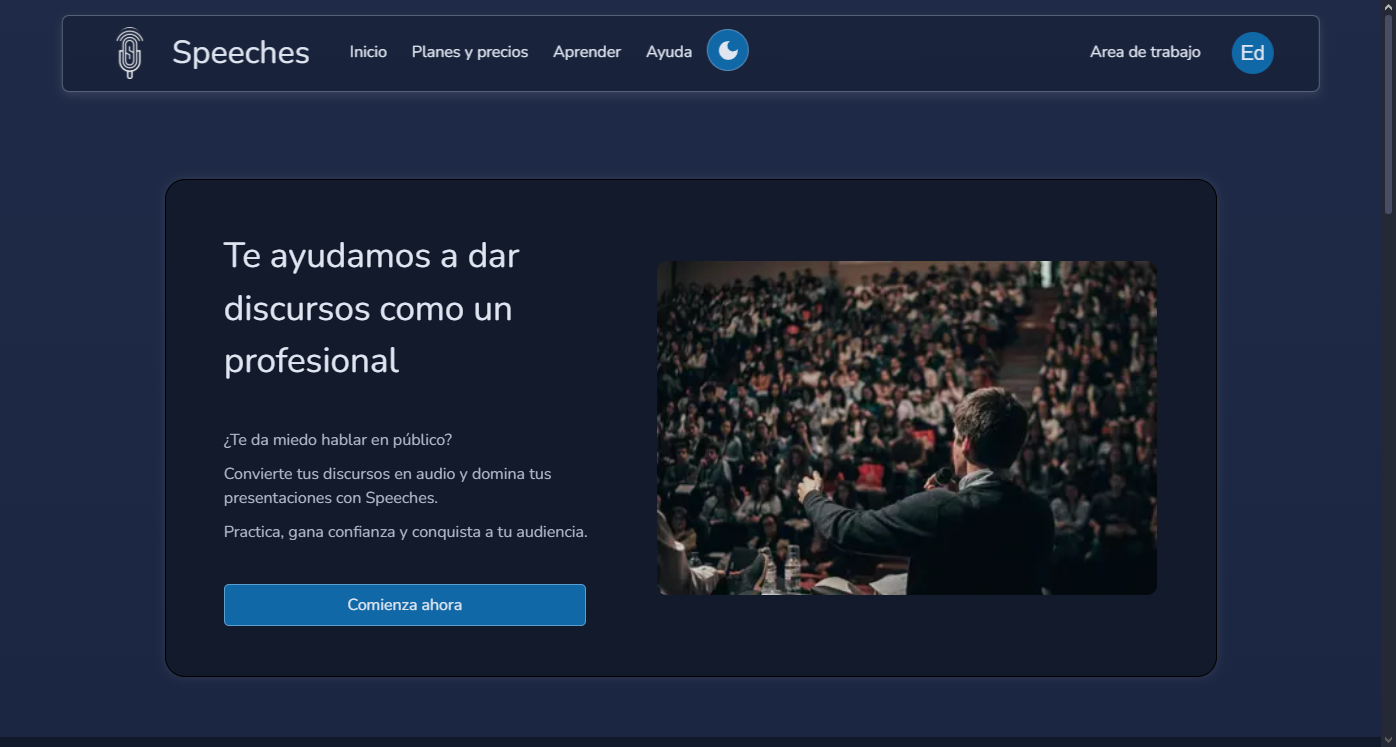 Speeches
Inicio
Planes y precios
Aprender
Ayuda
Area de trabajo
Ed
Te ayudamos a dar
discursos como un
profesional
¿Te da miedo hablar en público?
Convierte tus discursos en audio y domina tus
presentaciones con Speeches.
Practica, gana confianza y conquista a tu audiencia.
Comienza ahora